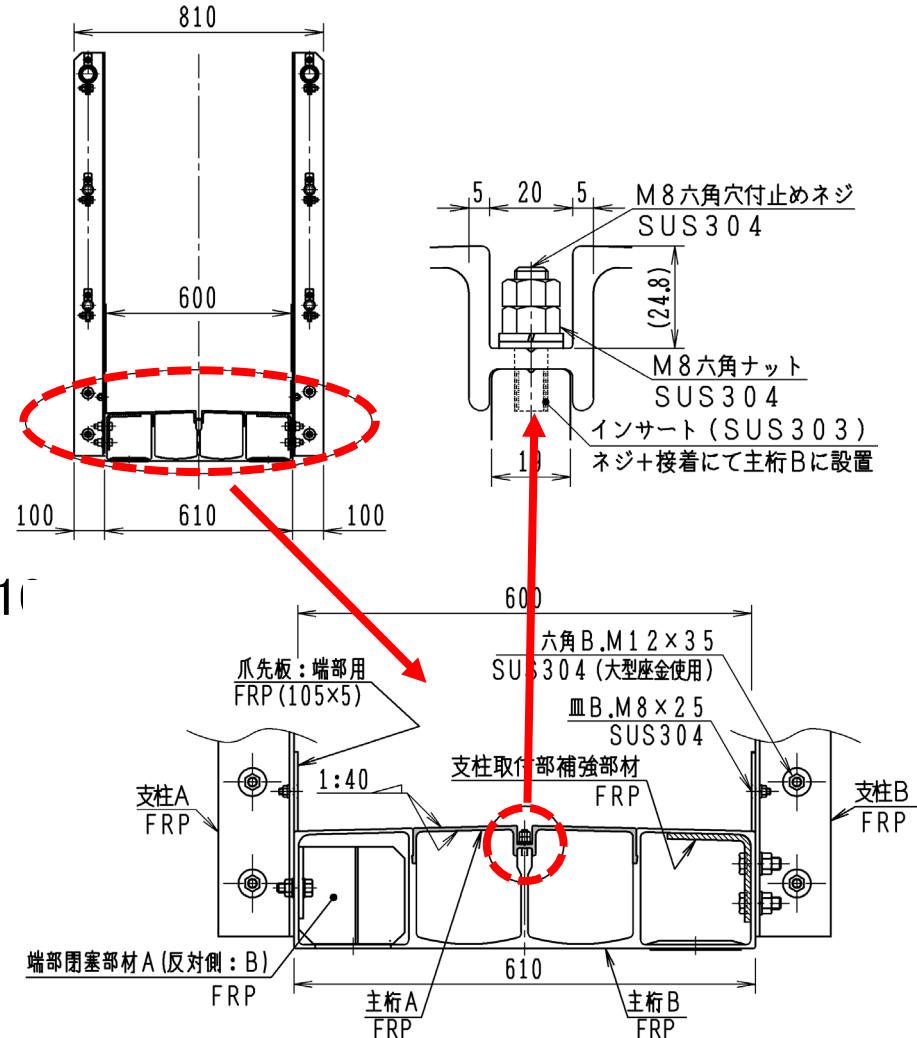 810
600
100
610
100
5
20
5
M8六角穴付止めネジ
SUS304
(24.8)
M8六角ナット
SUS304
インサート(SUS303)
ネジ+接着にて主桁Bに設置
600
爪先板:端部用
FRP(105×5)
六角B.M12×35
SUS304(大型座金使用)
皿B.M8×25
SUS304
支柱取付部補強部材
FRP
1:40
支柱A
FRP
支柱B
FRP
端部閉塞部材A(反対側:B)
FRP
610
主桁A
FRP
主桁B
FRP